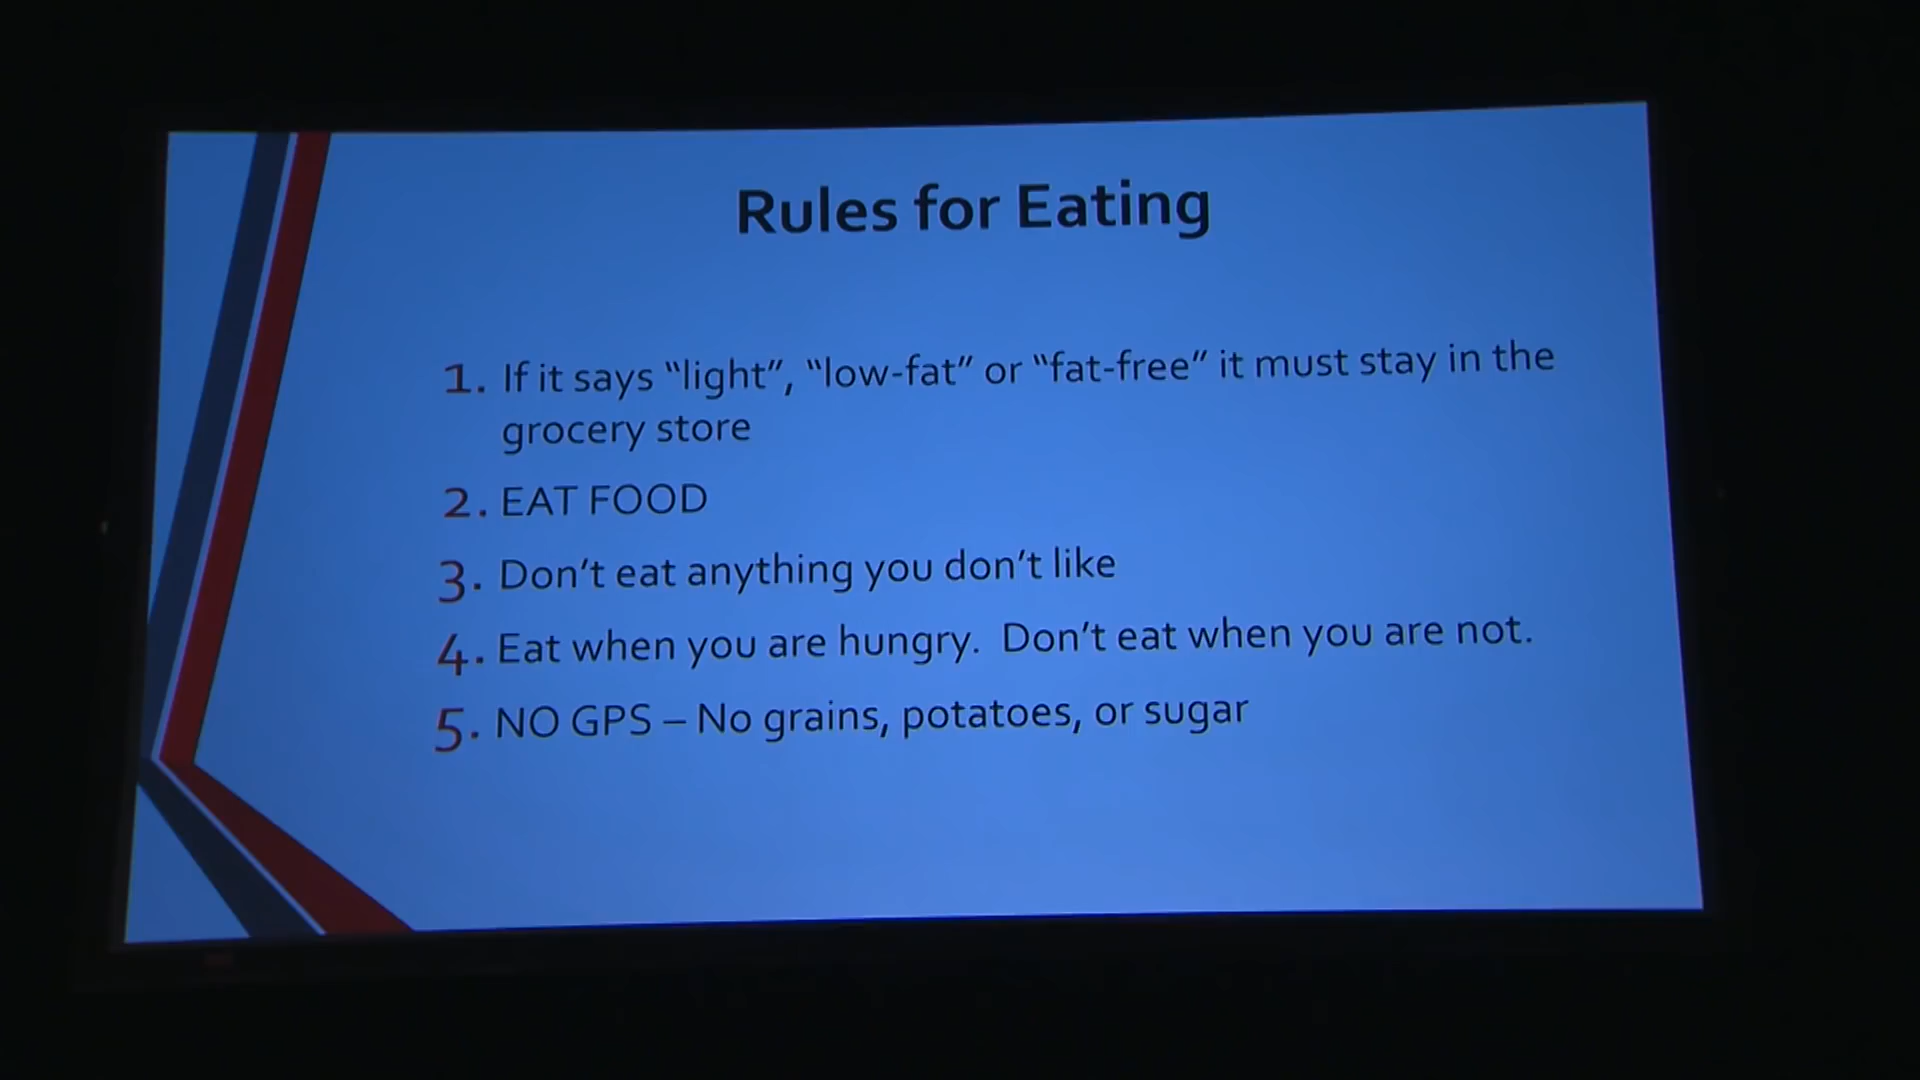 Rules for Eating
1. If it says “light”, “low-fat” or “fat-free” it must stay in the
grocery store
2. EAT FOOD
3. Don’t eat anything you don’t like
4. Eat when you are hungry.  Don’t eat when you are not.
5. NO GPS – No grains, potatoes, or sugar